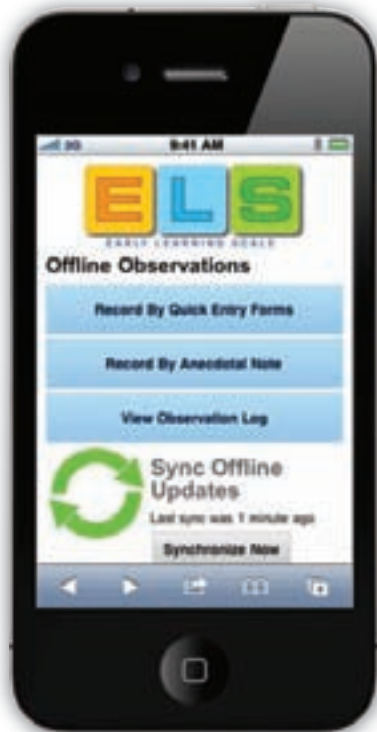 3G 9:41 AM
ELS
EARLY LEARNING SCALE
Offline Observations
Record By Quick Entry Forms
Record By Anecdotal Note
View Observation Log
Sync Offline
Updates
Last sync was 1 minute ago
Synchronize Now